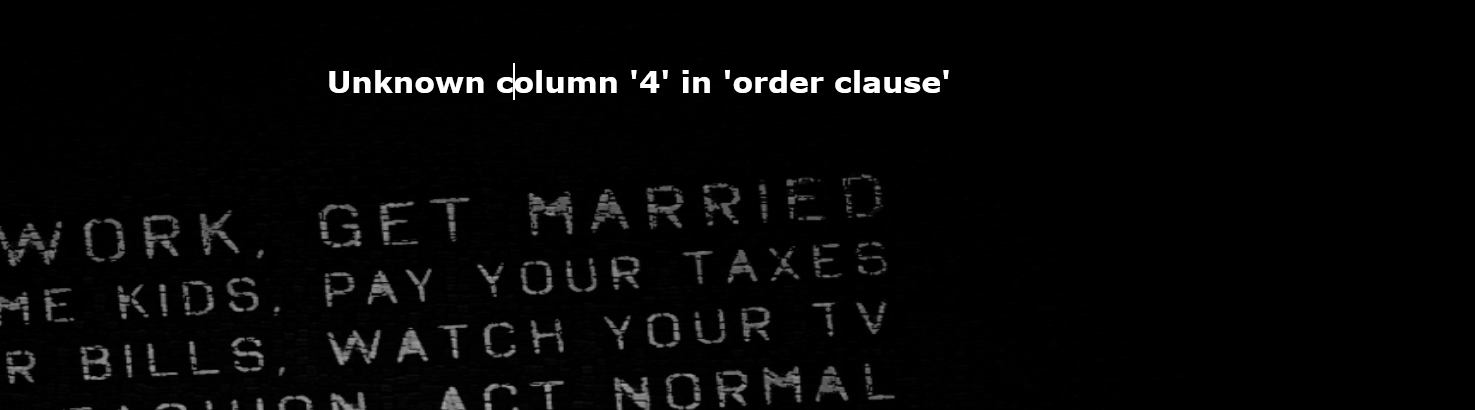 Unknown column '4' in 'order clause'
WORK, GET MARRIED
ME KIDS, PAY YOUR TAXES
R BILLS, WATCH YOUR TV
FASHION ACT NORMAL